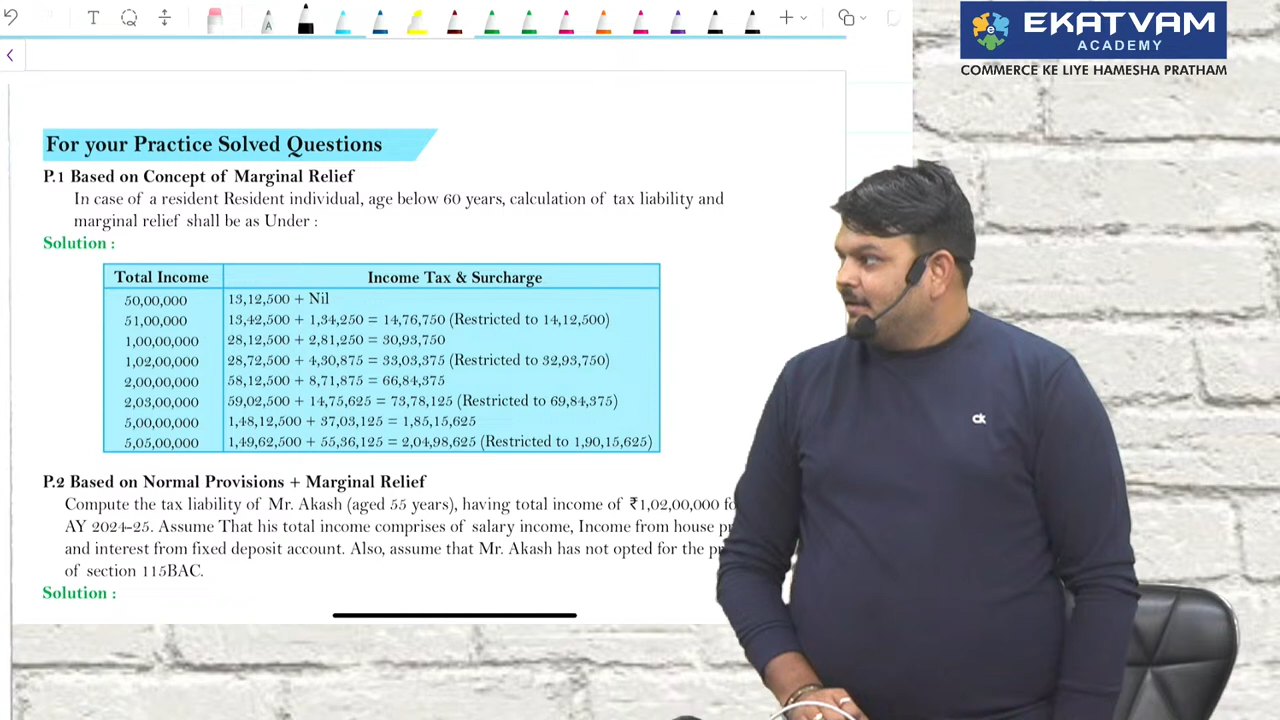 EKATVAM
ACADEMY
COMMERCE KE LIYE HAMESHA PRATHAM
For your Practice Solved Questions
P.1 Based on Concept of Marginal Relief
In case of a resident Resident individual, age below 60 years, calculation of tax liability and
marginal relief shall be as Under :
Solution :
Total Income Income Tax & Surcharge
50,00,000 13,12,500 + Nil
51,00,000 13,42,500 + 1,34,250 = 14,76,750 (Restricted to 14,12,500)
1,00,00,000 28,12,500 + 2,81,250 = 30,93,750
1,02,00,000 28,72,500 + 4,30,875 = 33,03,375 (Restricted to 32,93,750)
2,00,00,000 58,12,500 + 8,71,875 = 66,84,375
2,03,00,000 59,02,500 + 14,75,625 = 73,78,125 (Restricted to 69,84,375)
5,00,00,000 1,48,12,500 + 37,03,125 = 1,85,15,625
5,05,00,000 1,49,62,500 + 55,36,125 = 2,04,98,625 (Restricted to 1,90,15,625)
P.2 Based on Normal Provisions + Marginal Relief
Compute the tax liability of Mr. Akash (aged 55 years), having total income of ₹1,02,00,000
AY 2024-25. Assume That his total income comprises of salary income, Income from house
and interest from fixed deposit account. Also, assume that Mr. Akash has not opted for the
of section 115BAC.
Solution :
ck